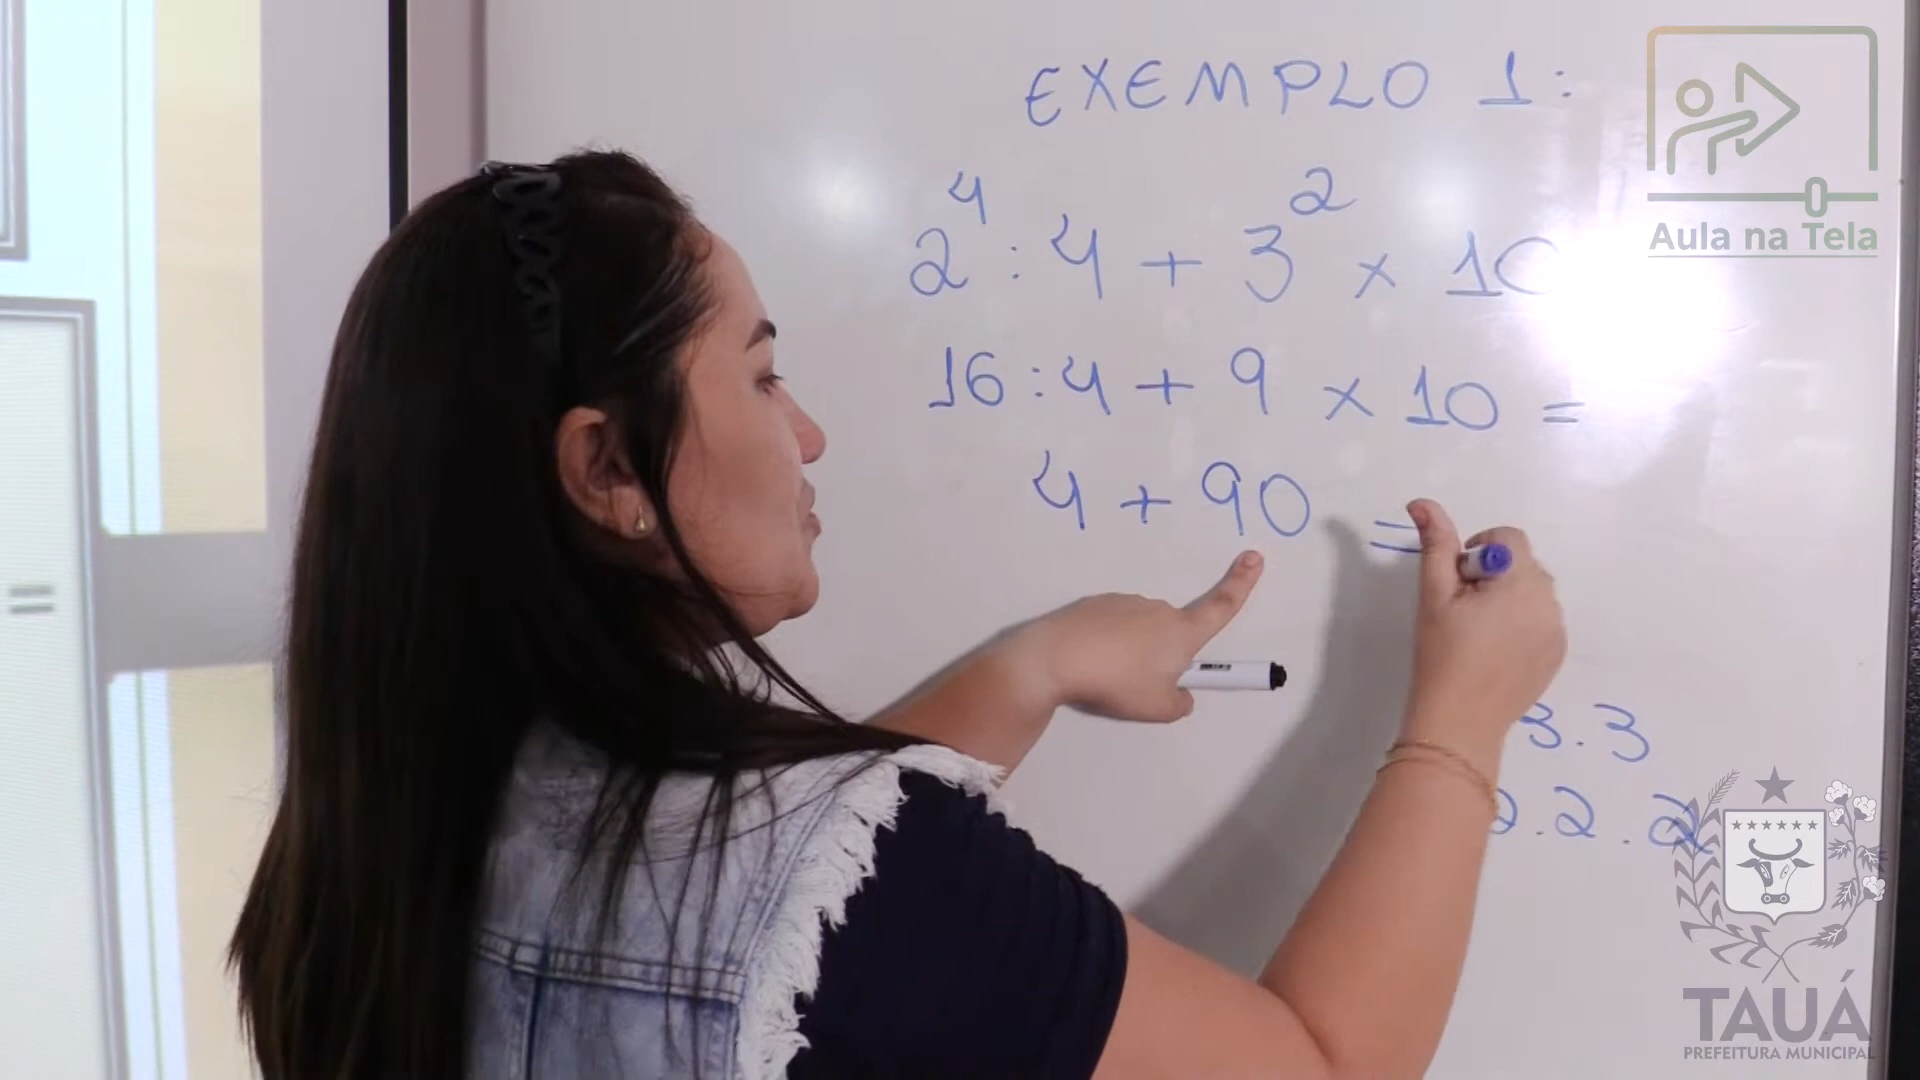 EXEMPLO 1:
2⁴ : 4 + 3² × 10
16 : 4 + 9 × 10 =
4 + 90 =
3.3
2.2.2
Aula na Tela
TAUÁ
PREFEITURA MUNICIPAL
=